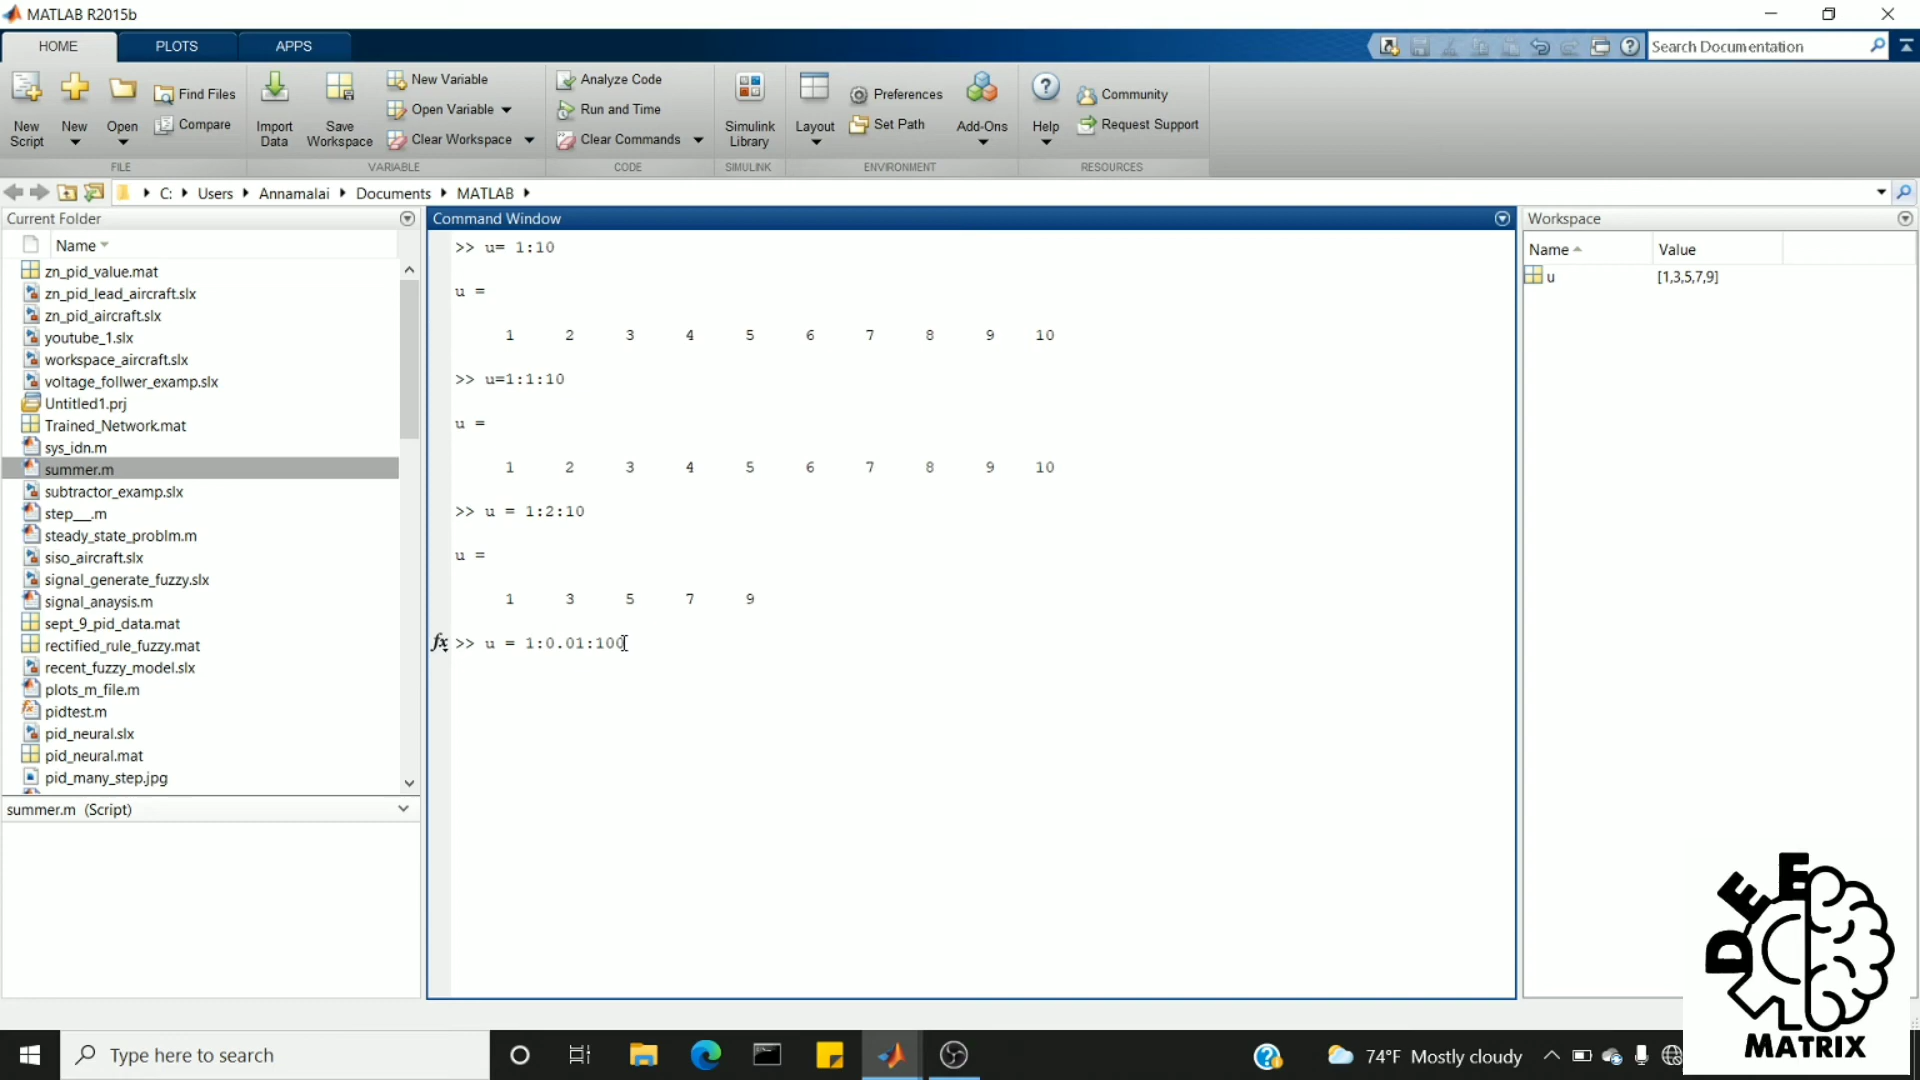 MATLAB R2015b
HOME PLOTS APPS
Search Documentation
New Script
New
Open
Find Files
Compare
FILE
Import Data
Save Workspace
New Variable
Open Variable
Clear Workspace
VARIABLE
Analyze Code
Run and Time
Clear Commands
CODE
Simulink Library
SIMULINK
Layout
Preferences
Set Path
Add-Ons
ENVIRONMENT
Help
Community
Request Support
RESOURCES
C: Users Annamalai Documents MATLAB
Current Folder
Name
zn_pid_value.mat
zn_pid_lead_aircraft.slx
zn_pid_aircraft.slx
youtube_1.slx
workspace_aircraft.slx
voltage_follwer_examp.slx
Untitled1.prj
Trained_Network.mat
sys_idn.m
summer.m
subtractor_examp.slx
step__.m
steady_state_problm.m
siso_aircraft.slx
signal_generate_fuzzy.slx
signal_anaysis.m
sept_9_pid_data.mat
rectified_rule_fuzzy.mat
recent_fuzzy_model.slx
plots_m_file.m
pidtest.m
pid_neural.slx
pid_neural.mat
pid_many_step.jpg
summer.m (Script)
Command Window
>> u= 1:10
u =
1 2 3 4 5 6 7 8 9 10
>> u=1:1:10
u =
1 2 3 4 5 6 7 8 9 10
>> u = 1:2:10
u =
1 3 5 7 9
fx >> u = 1:0.01:100
Workspace
Name Value
u [1,3,5,7,9]
DEE
MATRIX
Type here to search
74°F Mostly cloudy